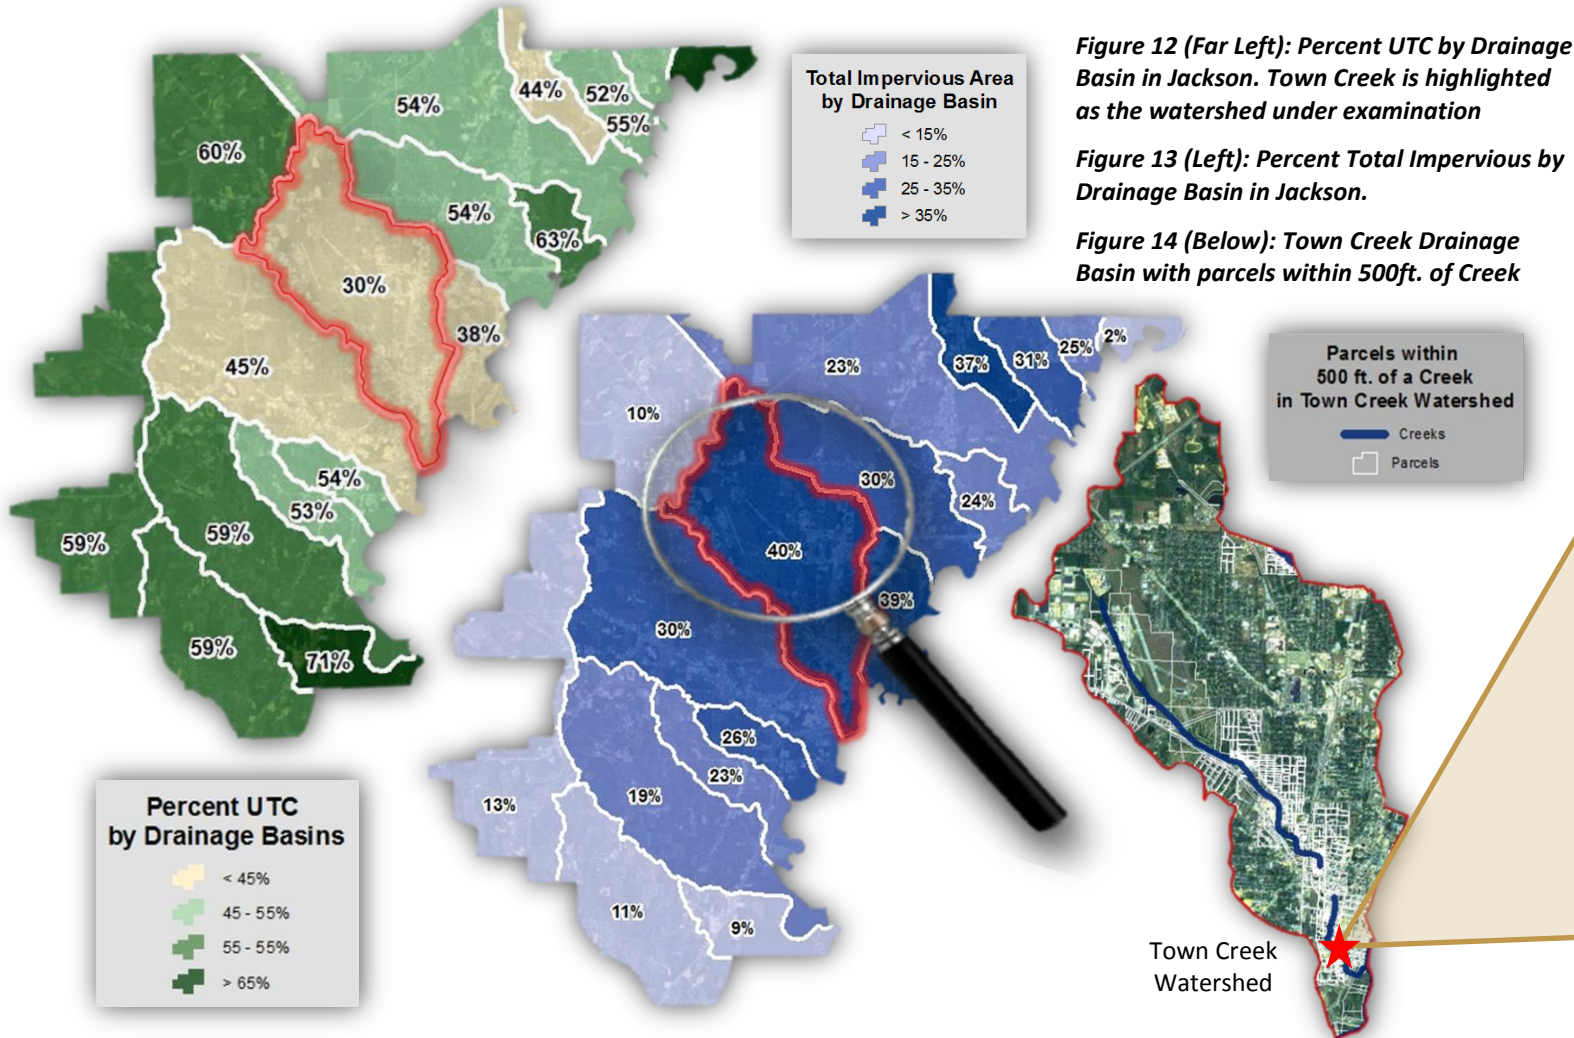 Figure 12 (Far Left): Percent UTC by Drainage
Basin in Jackson. Town Creek is highlighted
as the watershed under examination
Figure 13 (Left): Percent Total Impervious by
Drainage Basin in Jackson.
Figure 14 (Below): Town Creek Drainage
Basin with parcels within 500ft. of Creek
Total Impervious Area
by Drainage Basin
< 15%
15 - 25%
25 - 35%
> 35%
44%
52%
54%
55%
60%
54%
63%
30%
38%
45%
54%
53%
59%
59%
59%
71%
Percent UTC
by Drainage Basins
< 45%
45 - 55%
55 - 55%
> 65%
2%
25%
31%
37%
23%
10%
30%
24%
40%
39%
30%
26%
23%
19%
13%
11%
9%
Parcels within
500 ft. of a Creek
in Town Creek Watershed
Creeks
Parcels
Town Creek
Watershed